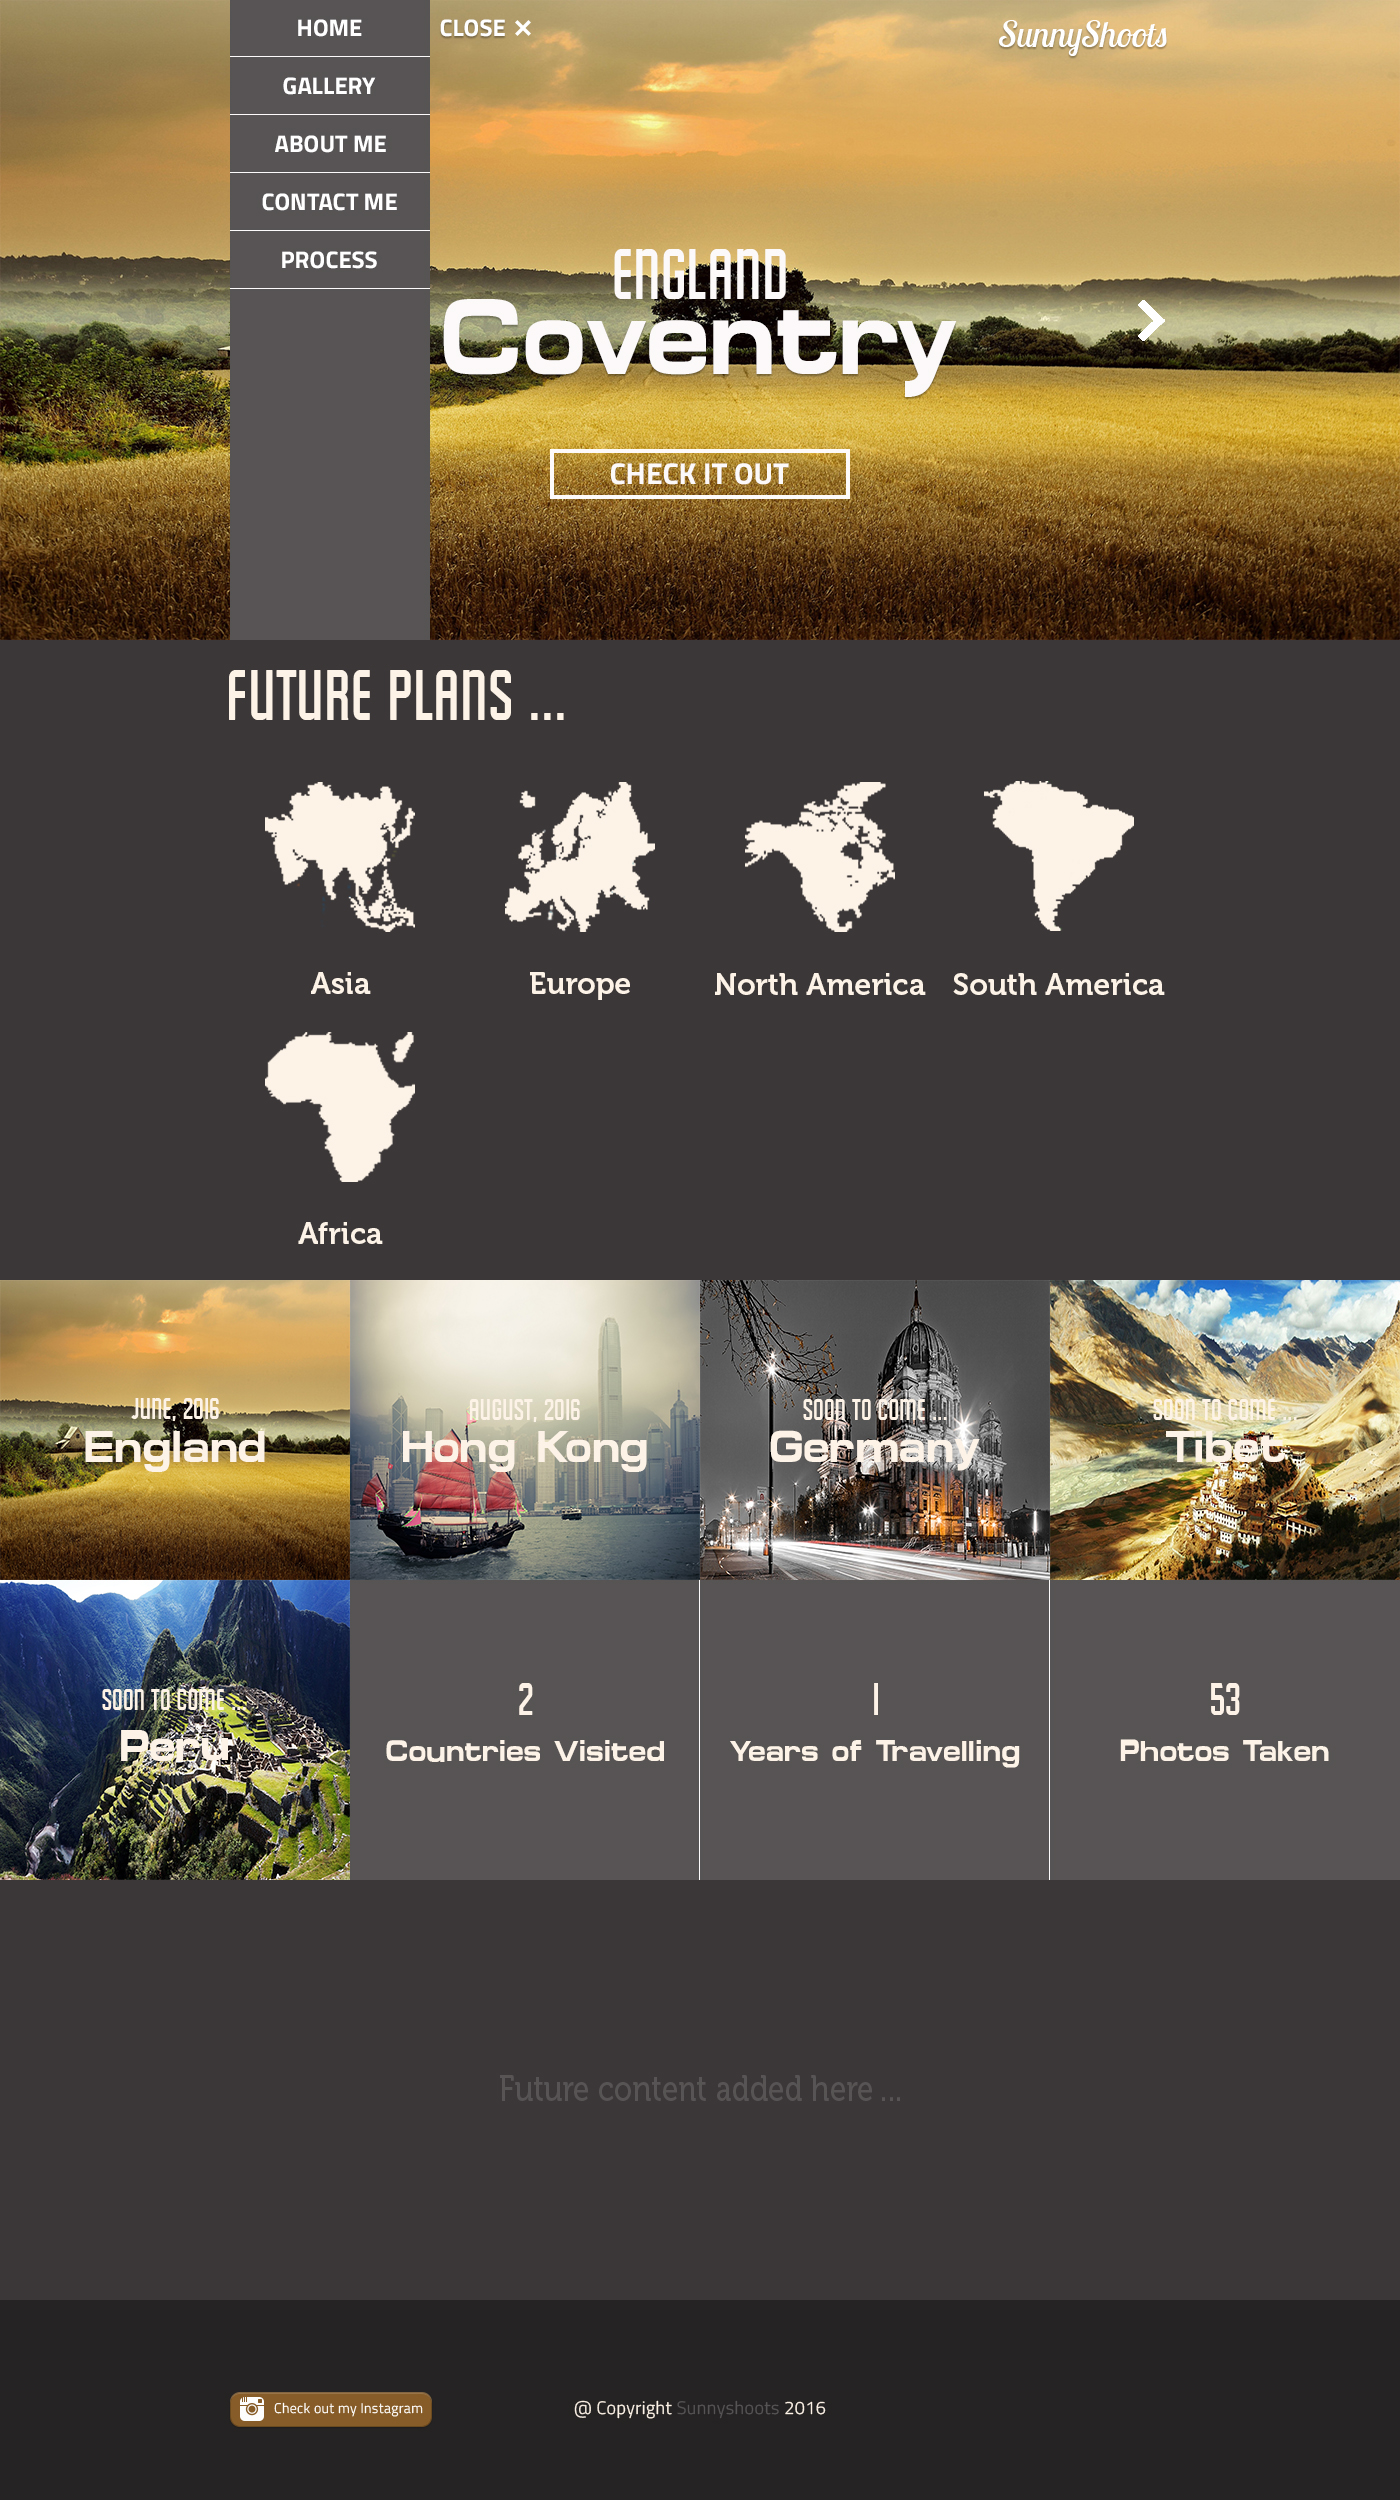 HOME
CLOSE ✕
SunnyShoots
GALLERY
ABOUT ME
CONTACT ME
PROCESS
ENGLAND
Coventry
CHECK IT OUT
FUTURE PLANS ...
Asia
Europe
North America
South America
Africa
JUNE, 2016
England
AUGUST, 2016
Hong Kong
SOON TO COME ...
Germany
SOON TO COME ...
Tibet
SOON TO COME ...
Peru
2
Countries Visited
1
Years of Travelling
53
Photos Taken
Future content added here ...
Check out my Instagram
@ Copyright Sunnyshoots 2016